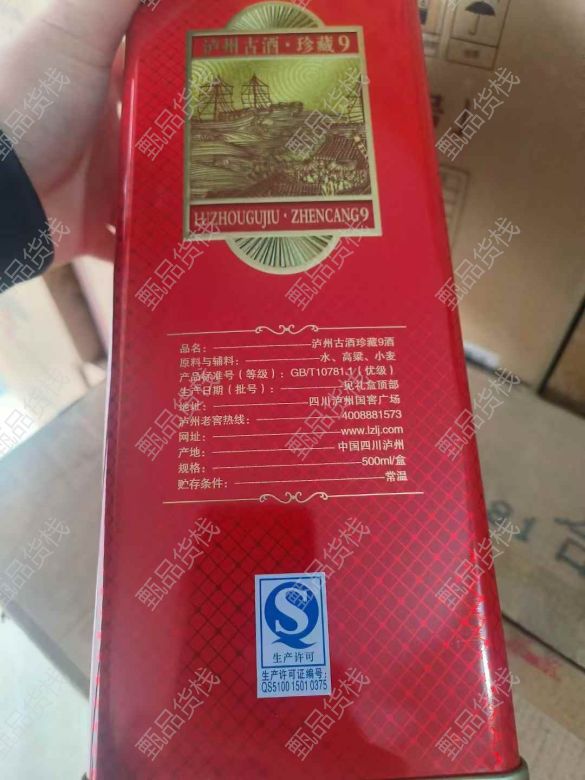 泸州古酒·珍藏9
LUZHOUGUJIU·ZHENCANG9
品名：泸州古酒珍藏9酒
原料与辅料：水、高粱、小麦
产品标准号（等级）：GB/T10781.1（优级）
生产日期（批号）：见礼盒顶部
地址：四川泸州国窖广场
泸州老窖热线：4008881573
网址：www.lzlj.com
产地：中国四川泸州
规格：500ml/盒
贮存条件：常温
QS
生产许可
生产许可证编号：
QS5100 1501 0375
甄品货栈